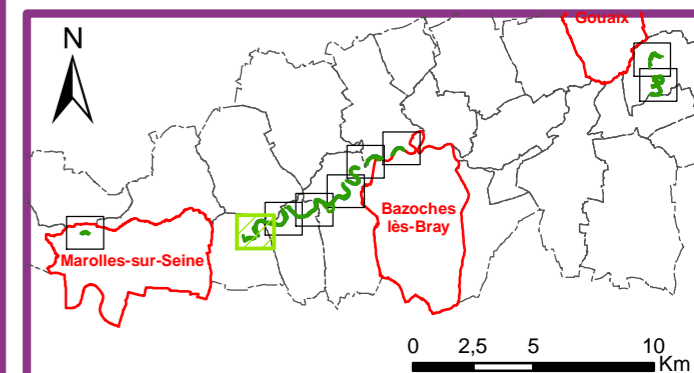 Gouaix
N
Bazoches
lès-Bray
Marolles-sur-Seine
0 2,5 5 10
Km